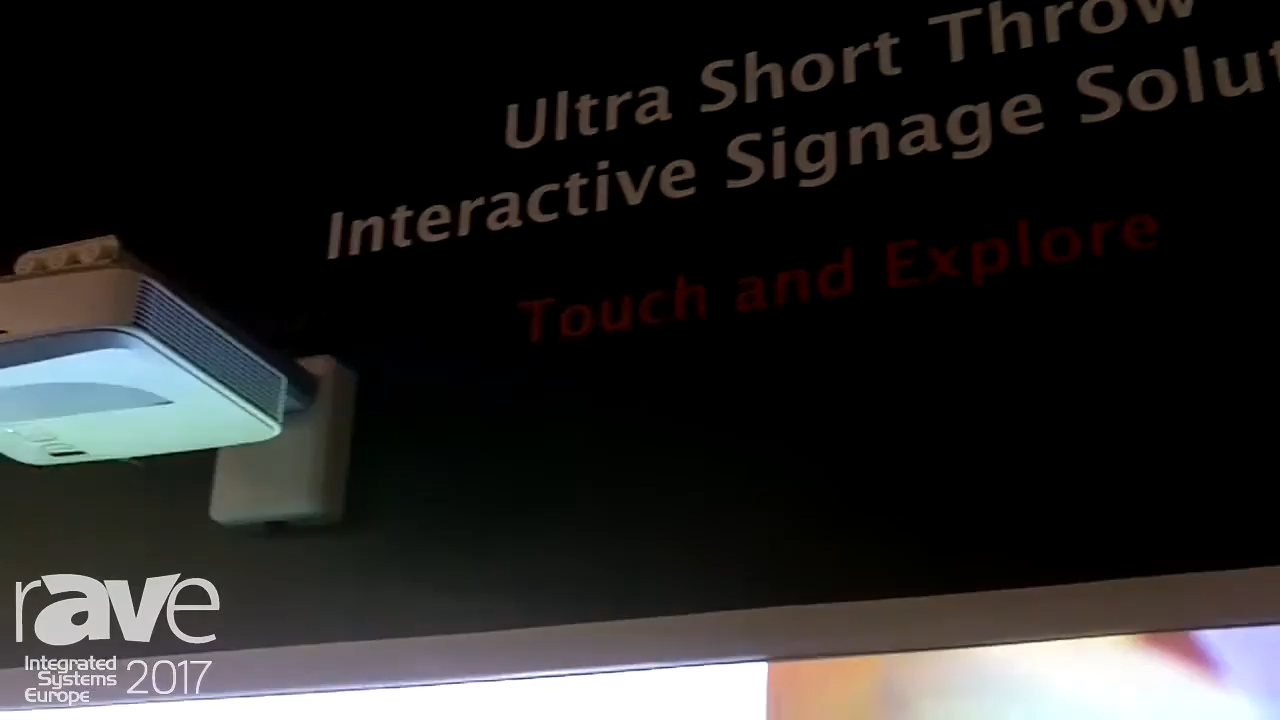 Ultra Short Throw
Interactive Signage Solut
Touch and Explore
rave
Integrated
Systems
Europe
2017